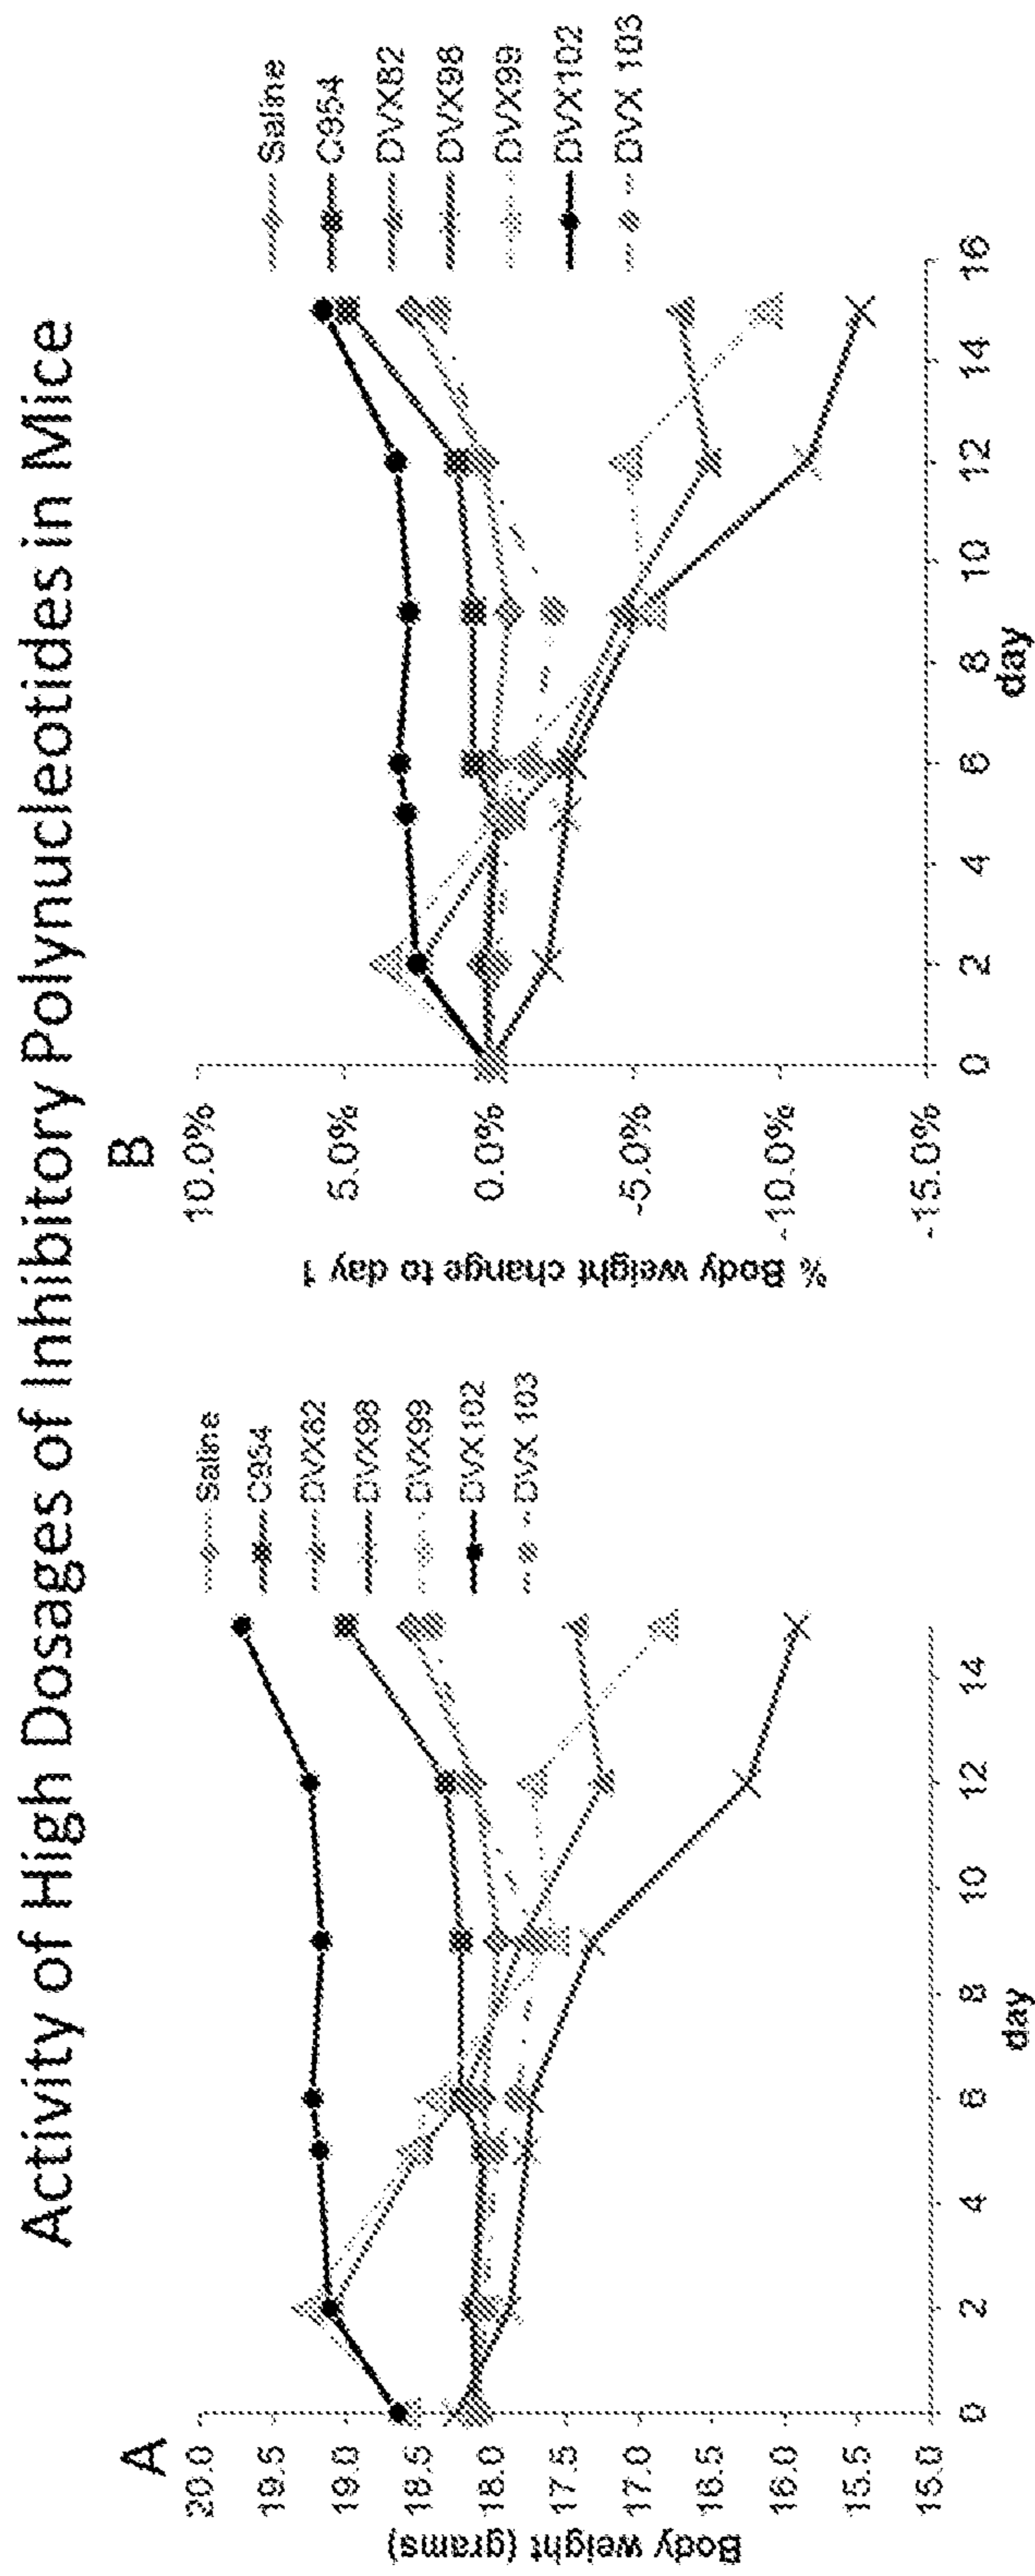 Activity of High Dosages of Inhibitory Polynucleotides in Mice
A
Body weight (grams)
20.0
19.5
19.0
18.5
18.0
17.5
16.5
16.0
15.5
15.0
0
2
4
6
8
10
12
14
day
Saline
C954
DVX82
DVX98
DVX99
DVX102
DVX 103
B
% Body weight change to day 1
10.0%
5.0%
0.0%
-5.0%
-10.0%
-15.0%
0
2
4
6
8
10
12
14
16
day
Saline
C954
DVX82
DVX98
DVX99
DVX102
DVX 103